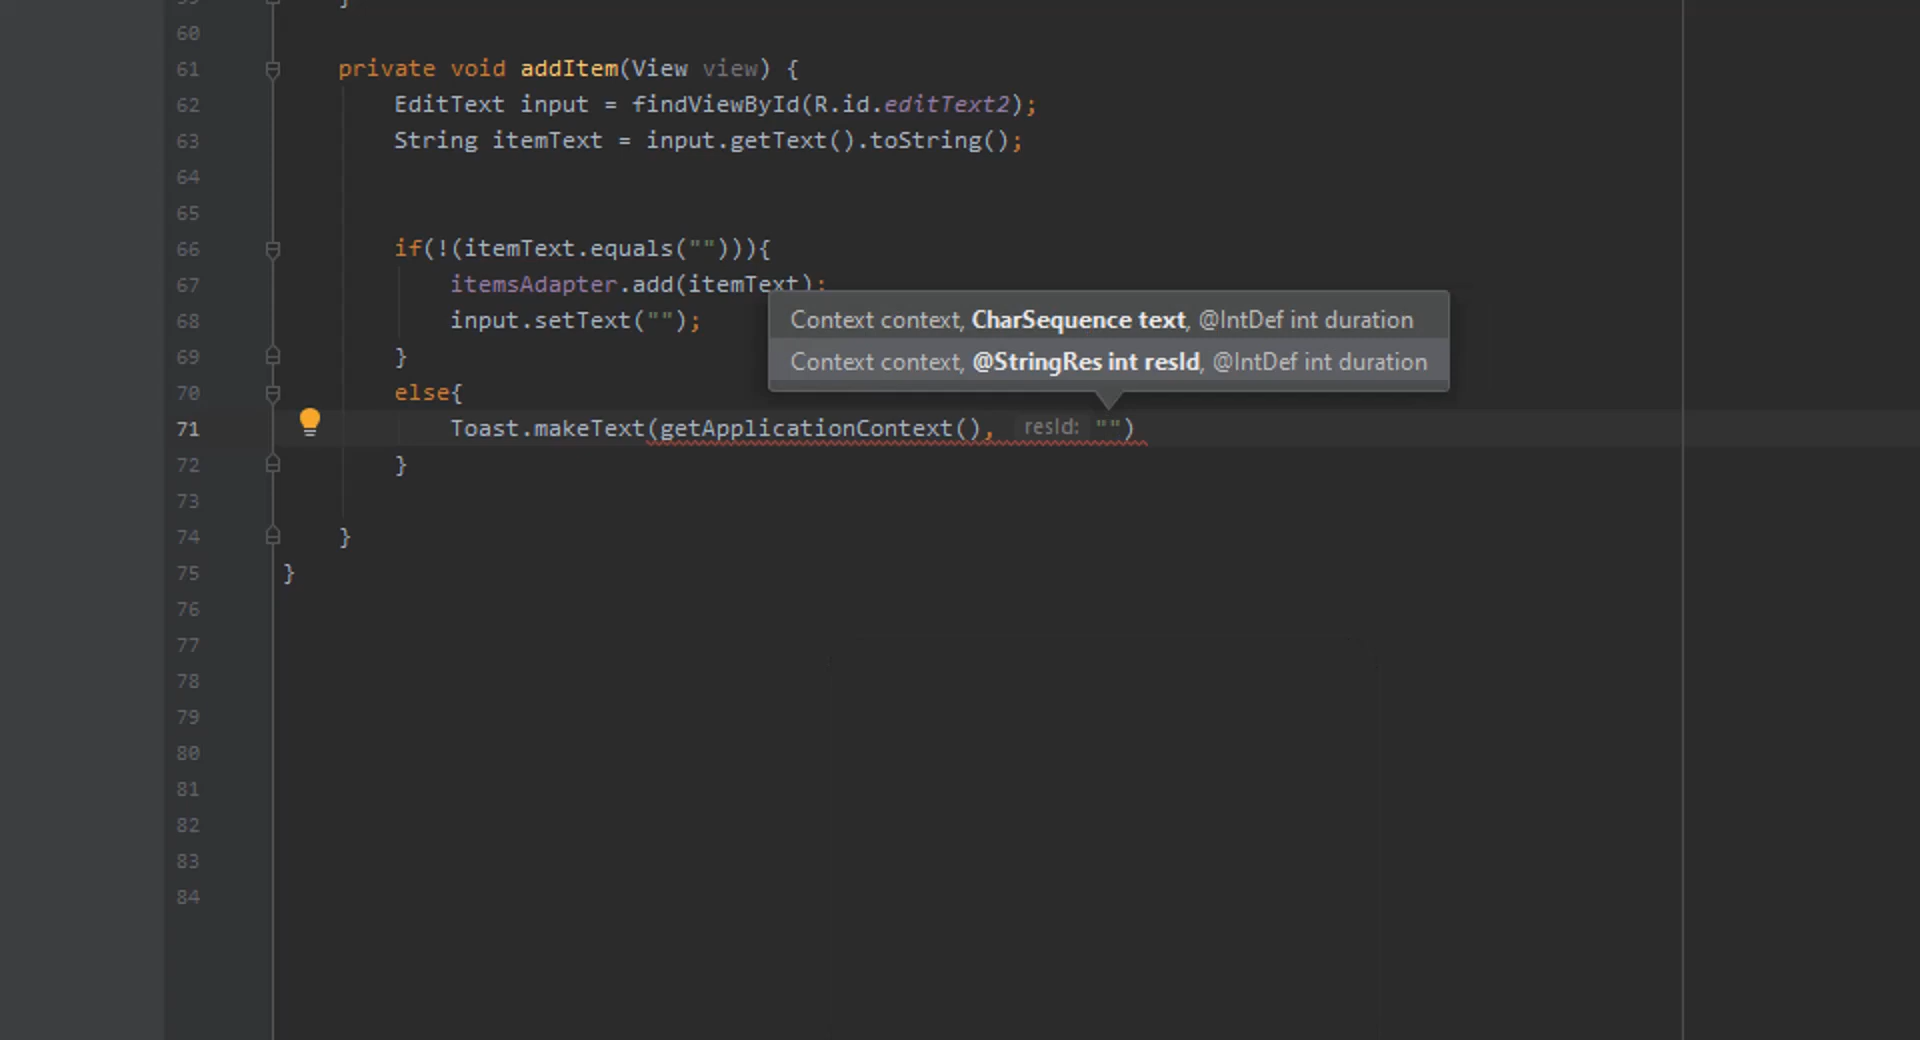 60
61 private void addItem(View view) {
62 EditText input = findViewById(R.id.editText2);
63 String itemText = input.getText().toString();
64
65
66 if(!(itemText.equals(""))){
67 itemsAdapter.add(itemText);
68 input.setText("");
Context context, CharSequence text, @IntDef int duration
69 }
Context context, @StringRes int resId, @IntDef int duration
70 else{
71 Toast.makeText(getApplicationContext(), resId: "")
72 }
73
74 }
75 }
76
77
78
79
80
81
82
83
84